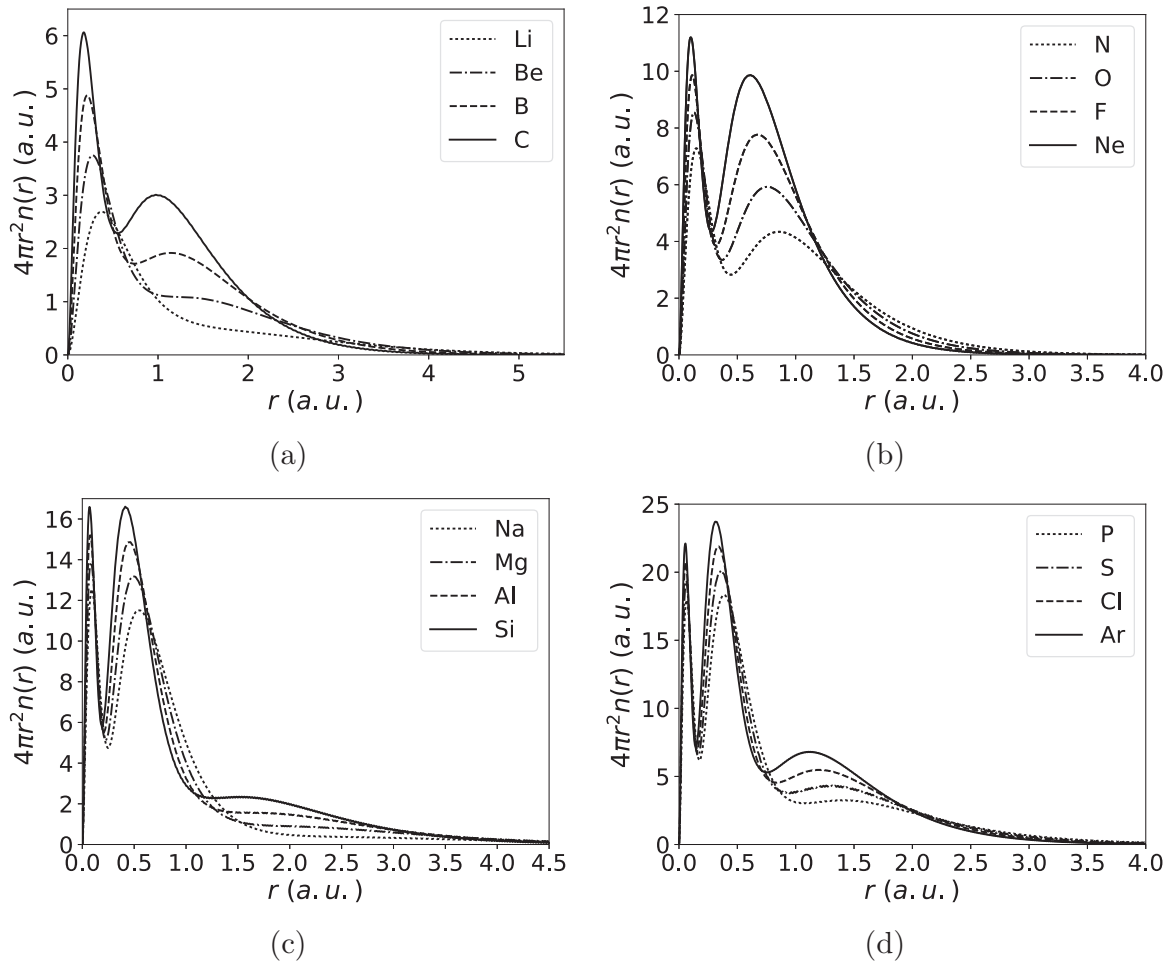 6
5
4
3
2
1
0
4πr²n(r) (a.u.)
Li
Be
B
C
0 1 2 3 4 5
r (a.u.)
(a)
12
10
8
6
4
2
0
4πr²n(r) (a.u.)
N
O
F
Ne
0.0 0.5 1.0 1.5 2.0 2.5 3.0 3.5 4.0
r (a.u.)
(b)
16
14
12
10
8
6
4
2
0
4πr²n(r) (a.u.)
Na
Mg
Al
Si
0.0 0.5 1.0 1.5 2.0 2.5 3.0 3.5 4.0 4.5
r (a.u.)
(c)
25
20
15
10
5
0
4πr²n(r) (a.u.)
P
S
Cl
Ar
0.0 0.5 1.0 1.5 2.0 2.5 3.0 3.5 4.0
r (a.u.)
(d)